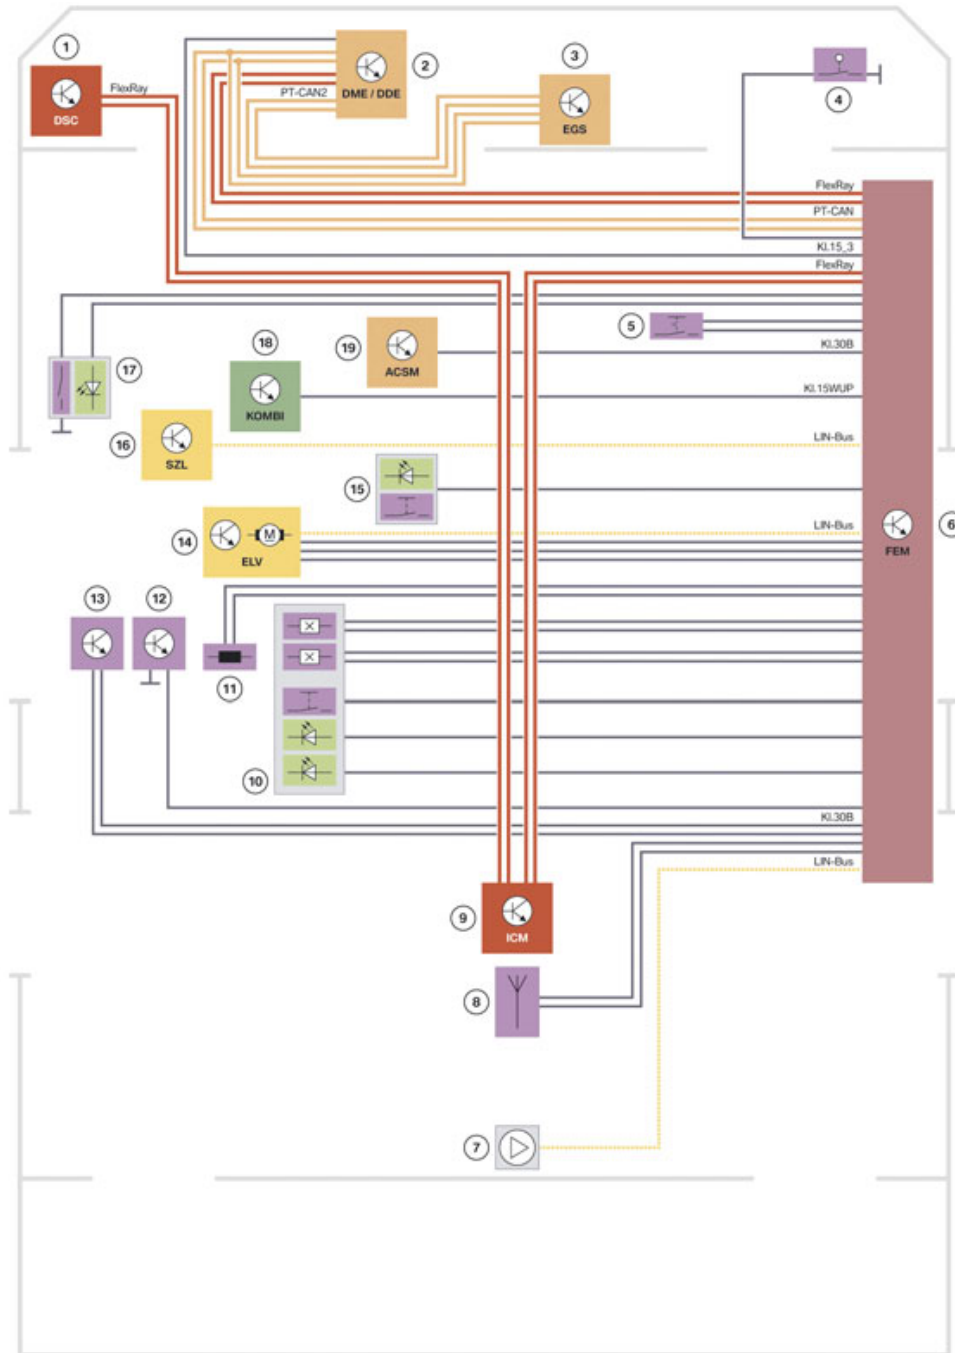 1
2
3
FlexRay
DSC
PT-CAN2
DME / DDE
EGS
4
FlexRay
PT-CAN
Kl.15_3
FlexRay
5
18
19
Kl.30B
17
ACSM
Kl.15WUP
KOMBI
16
LIN-Bus
SZL
15
14
M
LIN-Bus
6
ELV
FEM
13
12
11
10
Kl.30B
LIN-Bus
9
ICM
8
7